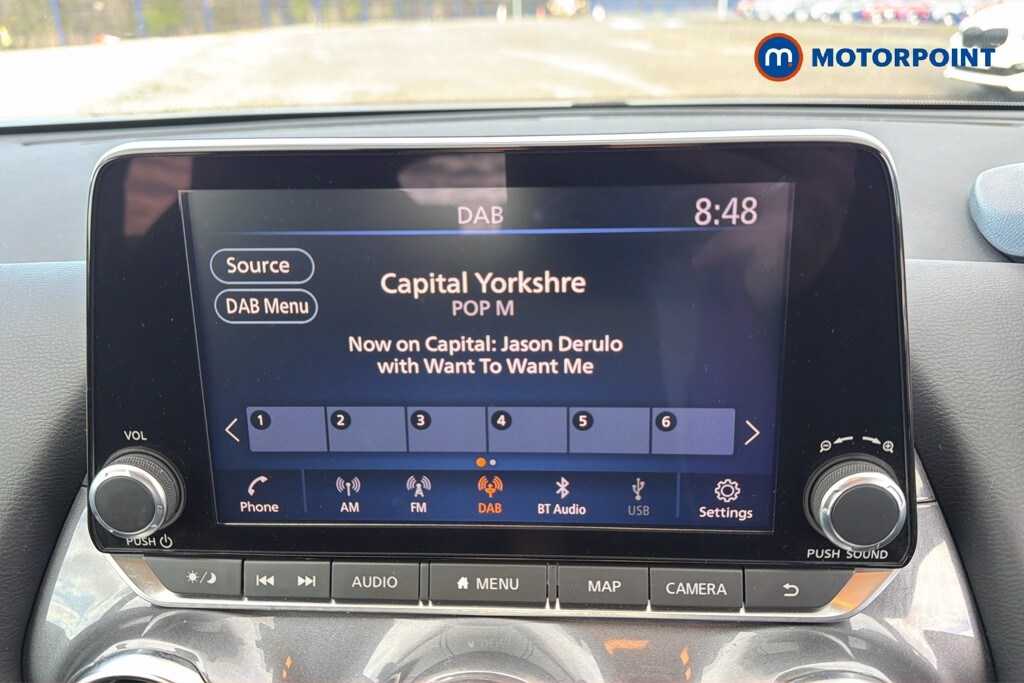 m
MOTORPOINT
DAB
8:48
Source
Capital Yorkshre
DAB Menu
POP M
Now on Capital: Jason Derulo
with Want To Want Me
1 2 3 4 5 6
VOL
Phone AM FM DAB BT Audio USB Settings
PUSH
PUSH SOUND
AUDIO MENU MAP CAMERA